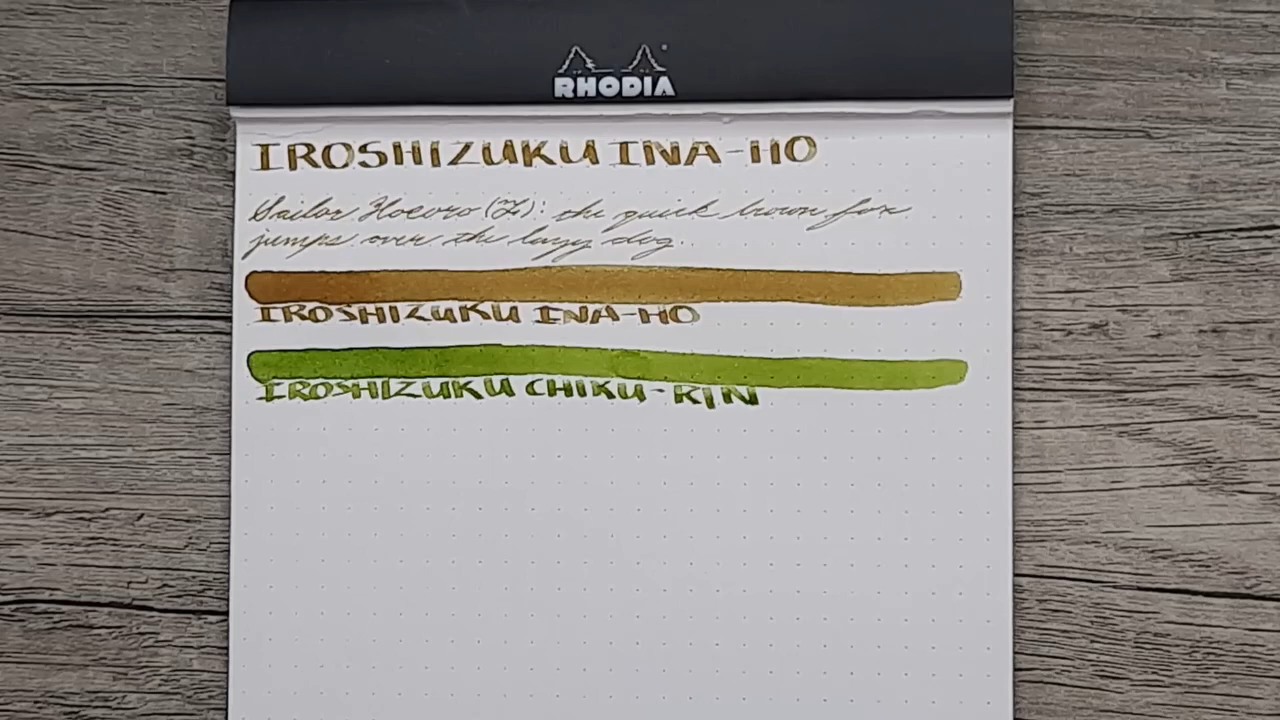 RHODIA
IROSHIZUKU INA-HO
Sailor Hocoro (F): the quick brown fox
jumps over the lazy dog.
IROSHIZUKU INA-HO
IROSHIZUKU CHIKU-RIN